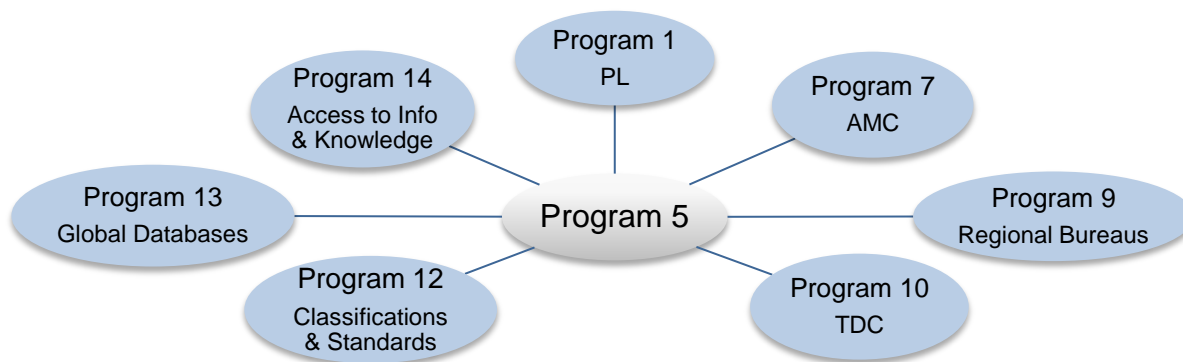 Program 1
PL
Program 14
Access to Info
& Knowledge
Program 7
AMC
Program 13
Global Databases
Program 5
Program 9
Regional Bureaus
Program 12
Classifications
& Standards
Program 10
TDC